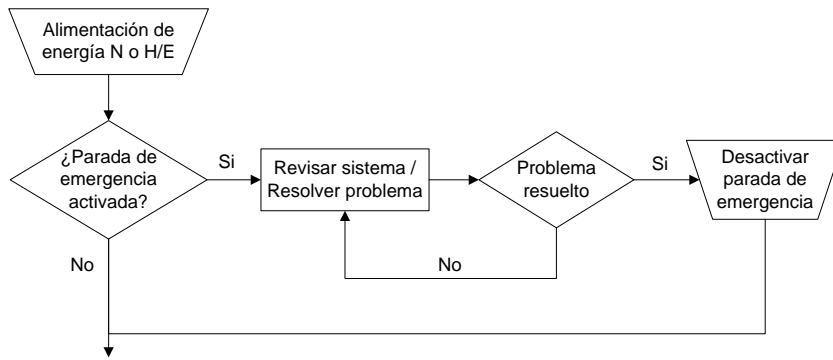 Alimentación de
energía N o H/E
¿Parada de
emergencia
activada?
Si
Revisar sistema /
Resolver problema
Problema
resuelto
Si
Desactivar
parada de
emergencia
No
No